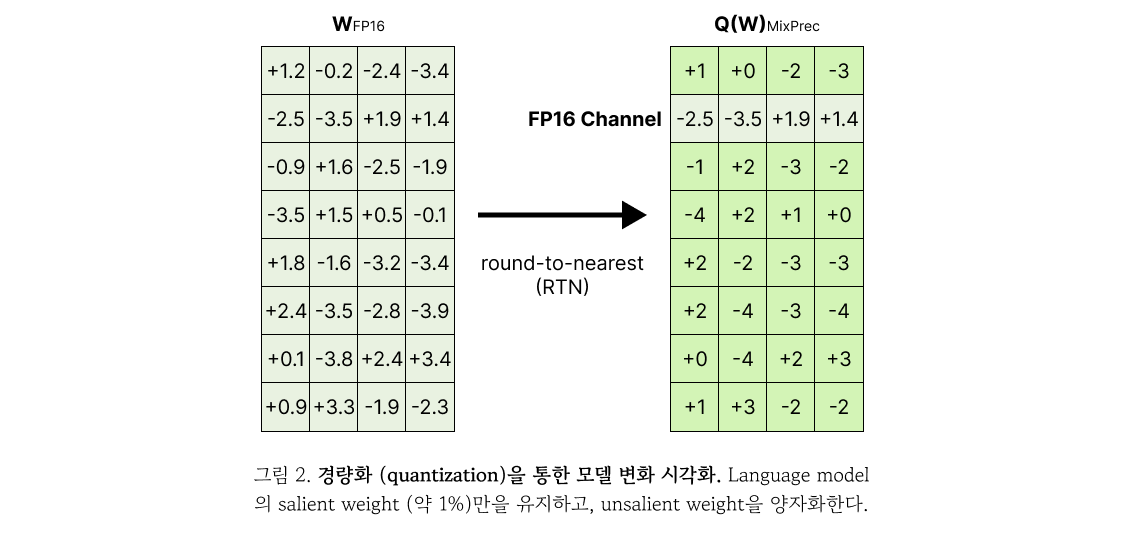 WFP16
+1.2 -0.2 -2.4 -3.4
-2.5 -3.5 +1.9 +1.4
-0.9 +1.6 -2.5 -1.9
-3.5 +1.5 +0.5 -0.1
+1.8 -1.6 -3.2 -3.4
+2.4 -3.5 -2.8 -3.9
+0.1 -3.8 +2.4 +3.4
+0.9 +3.3 -1.9 -2.3
round-to-nearest
(RTN)
Q(W)MixPrec
+1 +0 -2 -3
FP16 Channel -2.5 -3.5 +1.9 +1.4
-1 +2 -3 -2
-4 +2 +1 +0
+2 -2 -3 -3
+2 -4 -3 -4
+0 -4 +2 +3
+1 +3 -2 -2
그림 2. 경량화 (quantization)을 통한 모델 변화 시각화. Language model
의 salient weight (약 1%)만을 유지하고, unsalient weight을 양자화한다.